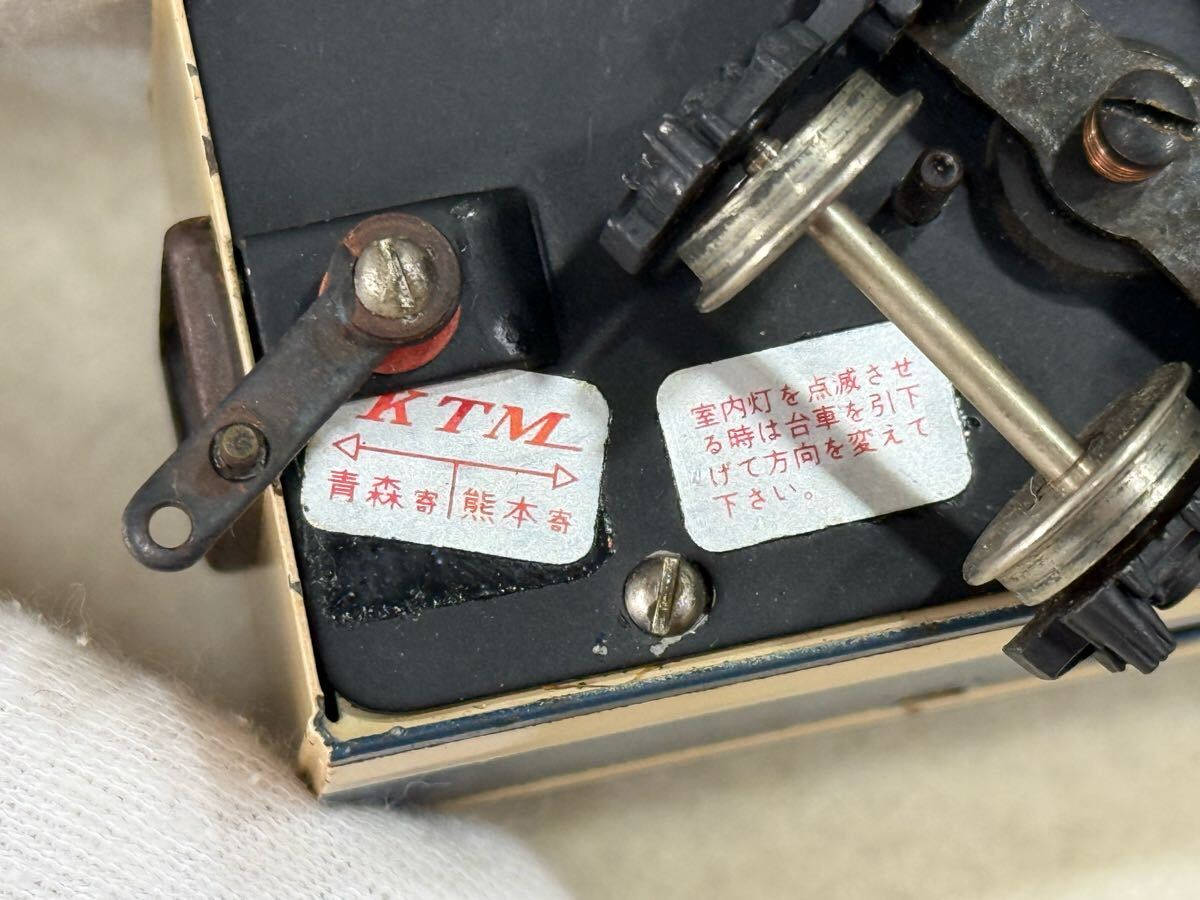 KTM
青森寄 熊本寄
室内灯を点滅させ
る時は台車を引下
げて方向を変えて
下さい。